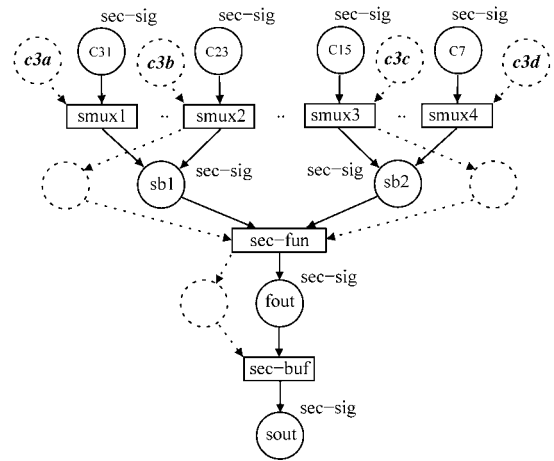 sec-sig sec-sig sec-sig sec-sig
c3a C31 c3b C23 C15 c3c C7 c3d
smux1 .. smux2 .. smux3 .. smux4
sec-sig sec-sig
sb1 sb2
sec-fun
sec-sig
fout
sec-buf
sec-sig
sout